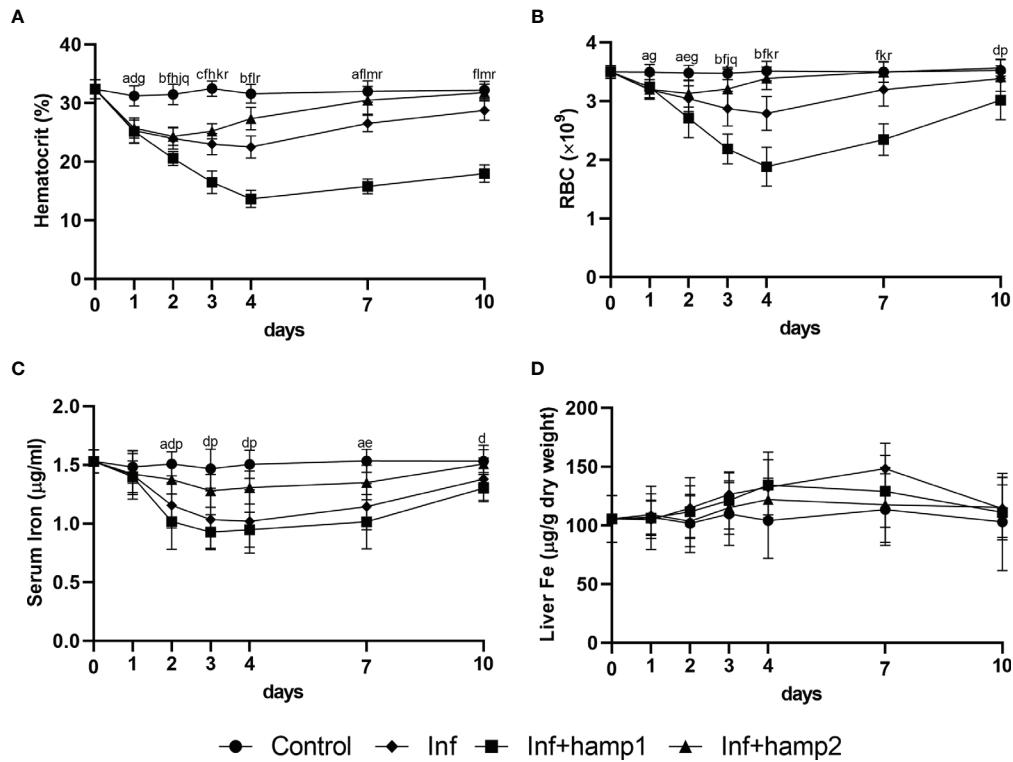 A
B
40
30
20
10
0
Hematocrit (%)
adg
bfhjq
cfhkr
bflr
aflmr
flmr
0 1 2 3 4 7 10
days
4
3
2
1
0
RBC (×10⁹)
ag
aeg
bfjq
bfkr
fkr
dp
0 1 2 3 4 7 10
days
C
D
2.0
1.5
1.0
0.5
0.0
Serum Iron (µg/ml)
adp
dp
dp
ae
d
0 1 2 3 4 7 10
days
200
150
100
50
0
Liver Fe (µg/g dry weight)
0 1 2 3 4 7 10
days
Control Inf Inf+hamp1 Inf+hamp2